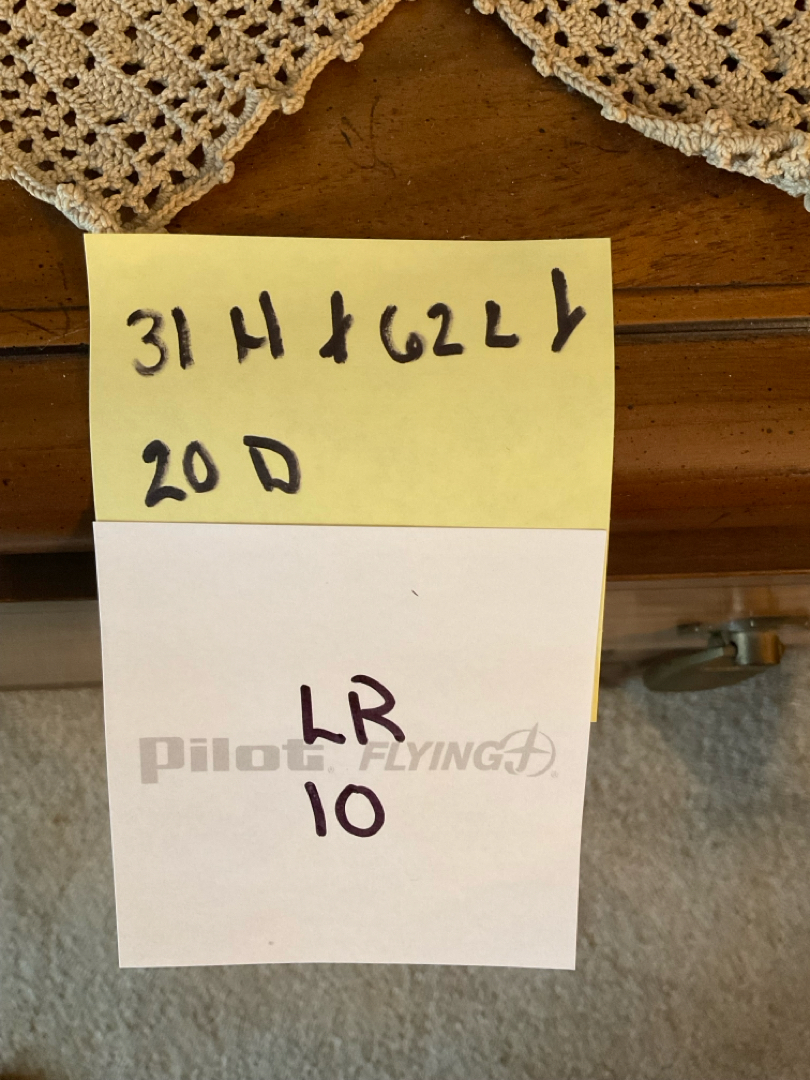 31 H x 62 L x
20 D
LR
Pilot. FLYING J
10